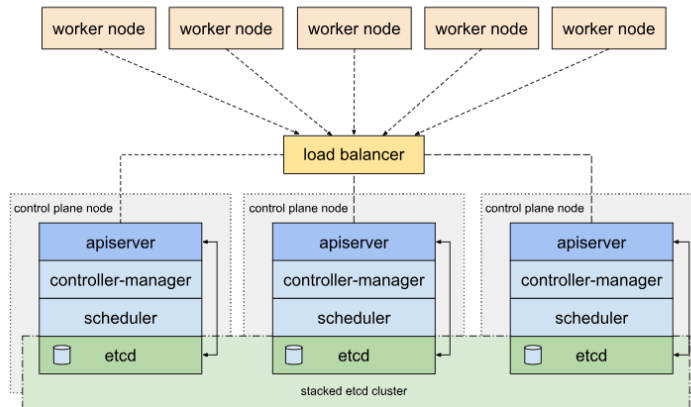 worker node
worker node
worker node
worker node
worker node
load balancer
control plane node
control plane node
control plane node
apiserver
apiserver
apiserver
controller-manager
controller-manager
controller-manager
scheduler
scheduler
scheduler
etcd
etcd
etcd
stacked etcd cluster